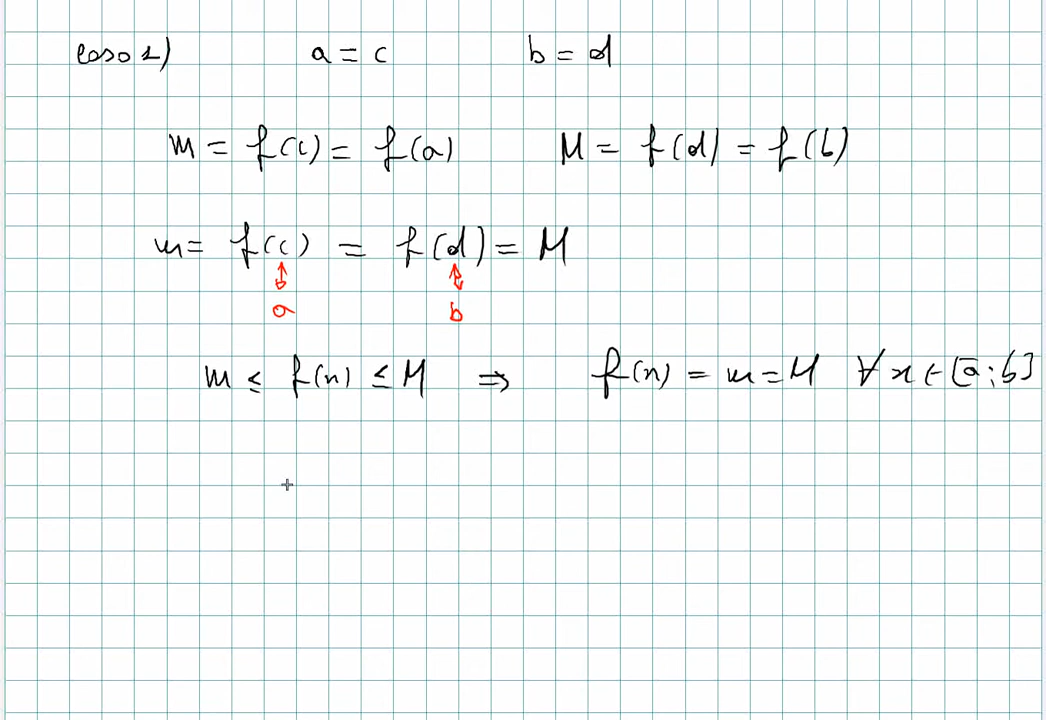 caso 1) a = c b = d
m = f(c) = f(a) M = f(d) = f(b)
m = f(c) = f(d) = M
a b
m ≤ f(x) ≤ M ⇒ f(x) = m = M ∀ x ∈ [a; b]